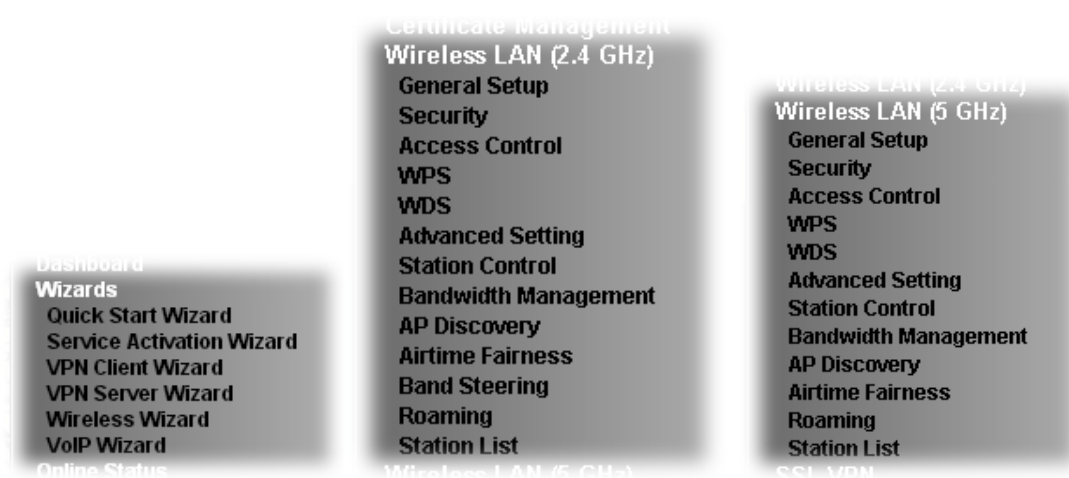 Dashboard
Wizards
Quick Start Wizard
Service Activation Wizard
VPN Client Wizard
VPN Server Wizard
Wireless Wizard
VoIP Wizard
Online Status
Certificate Management
Wireless LAN (2.4 GHz)
General Setup
Security
Access Control
WPS
WDS
Advanced Setting
Station Control
Bandwidth Management
AP Discovery
Airtime Fairness
Band Steering
Roaming
Station List
Wireless LAN (5 GHz)
Wireless LAN (2.4 GHz)
Wireless LAN (5 GHz)
General Setup
Security
Access Control
WPS
WDS
Advanced Setting
Station Control
Bandwidth Management
AP Discovery
Airtime Fairness
Roaming
Station List
SSL VPN